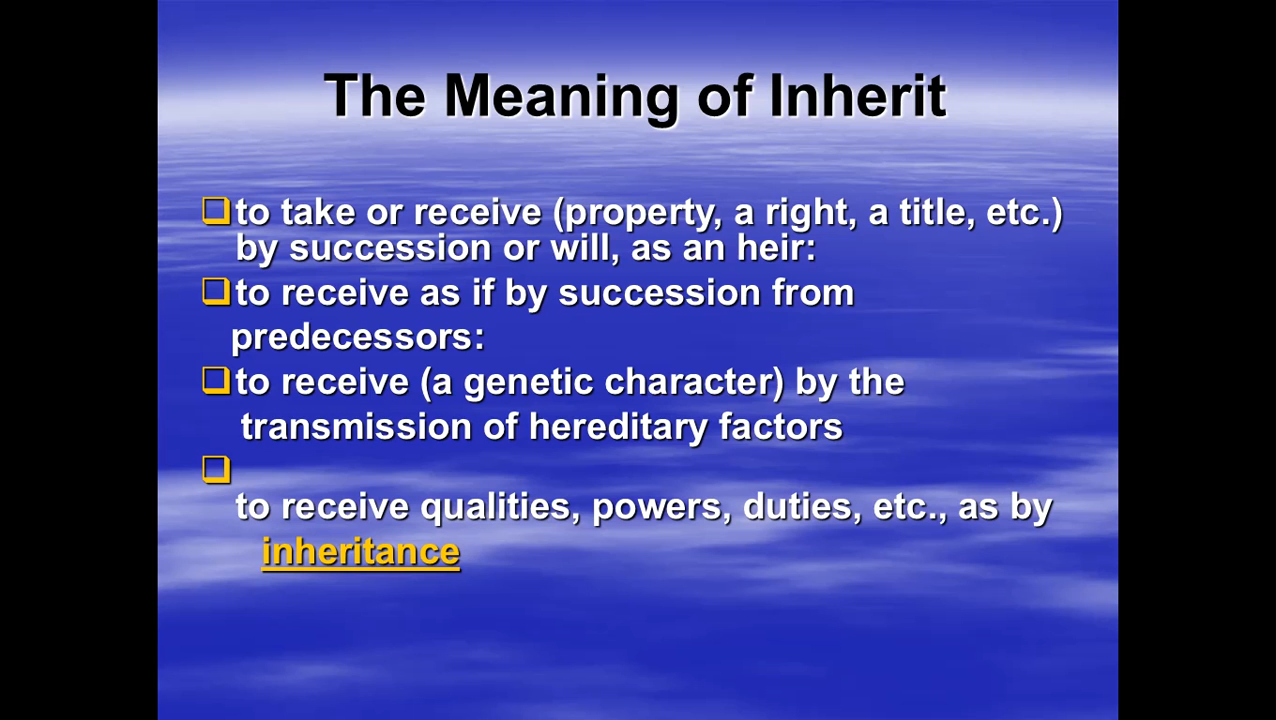 The Meaning of Inherit
to take or receive (property, a right, a title, etc.)
by succession or will, as an heir:
to receive as if by succession from
predecessors:
to receive (a genetic character) by the
transmission of hereditary factors
to receive qualities, powers, duties, etc., as by
inheritance